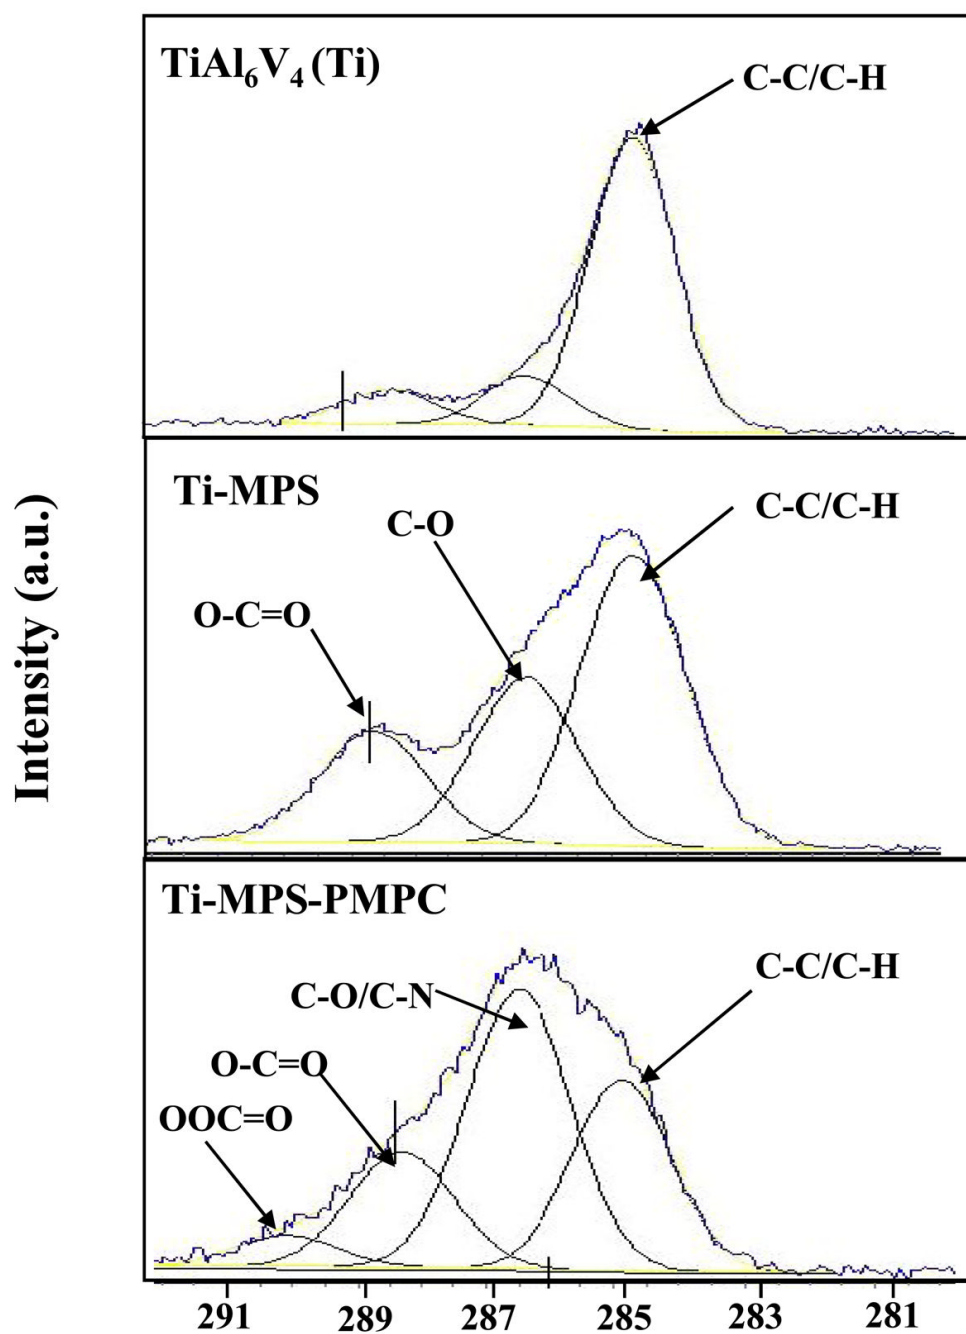 TiAl₆V₄ (Ti)
C-C/C-H
Ti-MPS
C-O
C-C/C-H
O-C=O
Intensity (a.u.)
Ti-MPS-PMPC
C-C/C-H
C-O/C-N
O-C=O
OOC=O
291 289 287 285 283 281